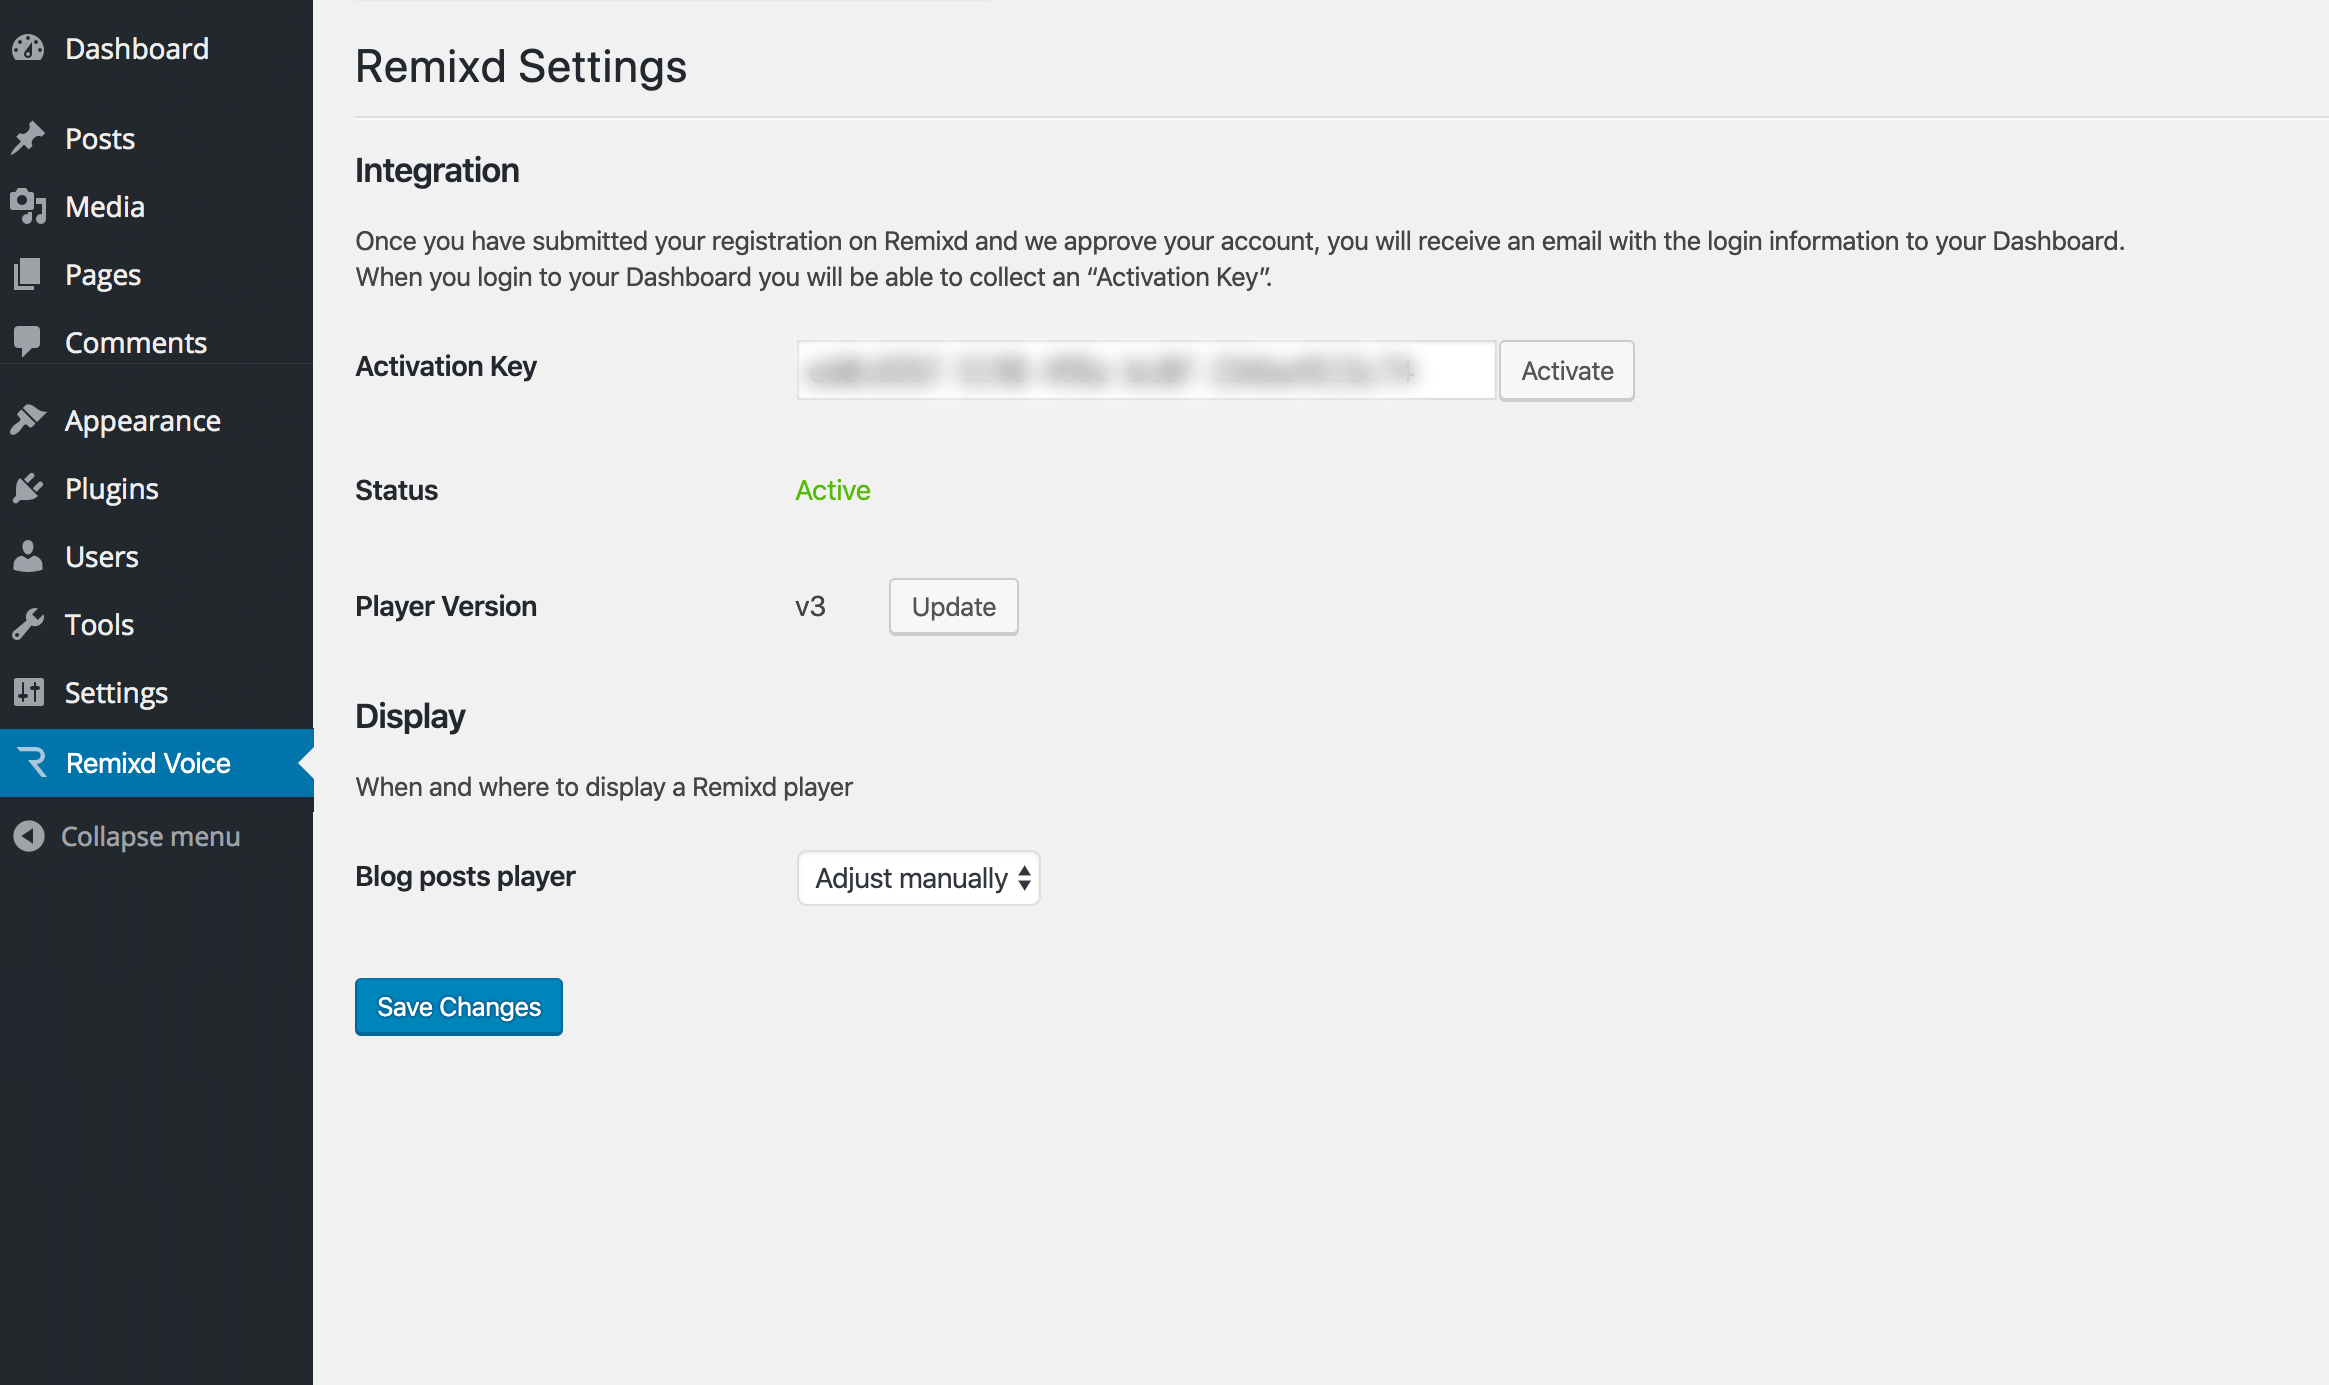 Dashboard
Posts
Media
Pages
Comments
Appearance
Plugins
Users
Tools
Settings
Remixd Voice
Collapse menu
Remixd Settings
Integration
Once you have submitted your registration on Remixd and we approve your account, you will receive an email with the login information to your Dashboard.
When you login to your Dashboard you will be able to collect an “Activation Key”.
Activation Key
Activate
Status Active
Player Version v3 Update
Display
When and where to display a Remixd player
Blog posts player Adjust manually
Save Changes